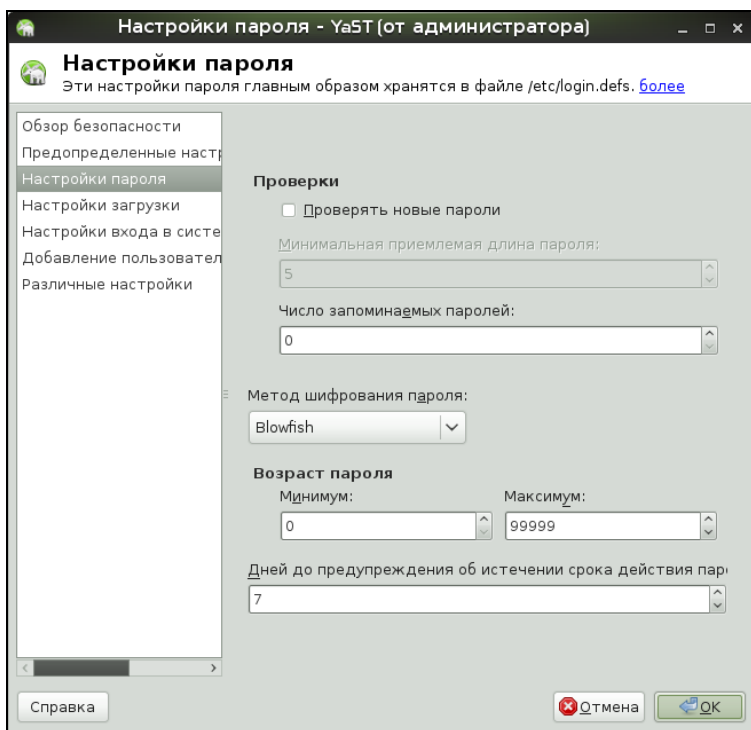 Настройки пароля - YaST (от администратора)
Настройки пароля
Эти настройки пароля главным образом хранятся в файле /etc/login.defs. более
Обзор безопасности
Предопределенные настр
Настройки пароля
Настройки загрузки
Настройки входа в систе
Добавление пользовател
Различные настройки
Проверки
Проверять новые пароли
Минимальная приемлемая длина пароля:
5
Число запоминаемых паролей:
0
Метод шифрования пароля:
Blowfish
Возраст пароля
Минимум: Максимум:
0 99999
Дней до предупреждения об истечении срока действия паро
7
Справка Отмена OK